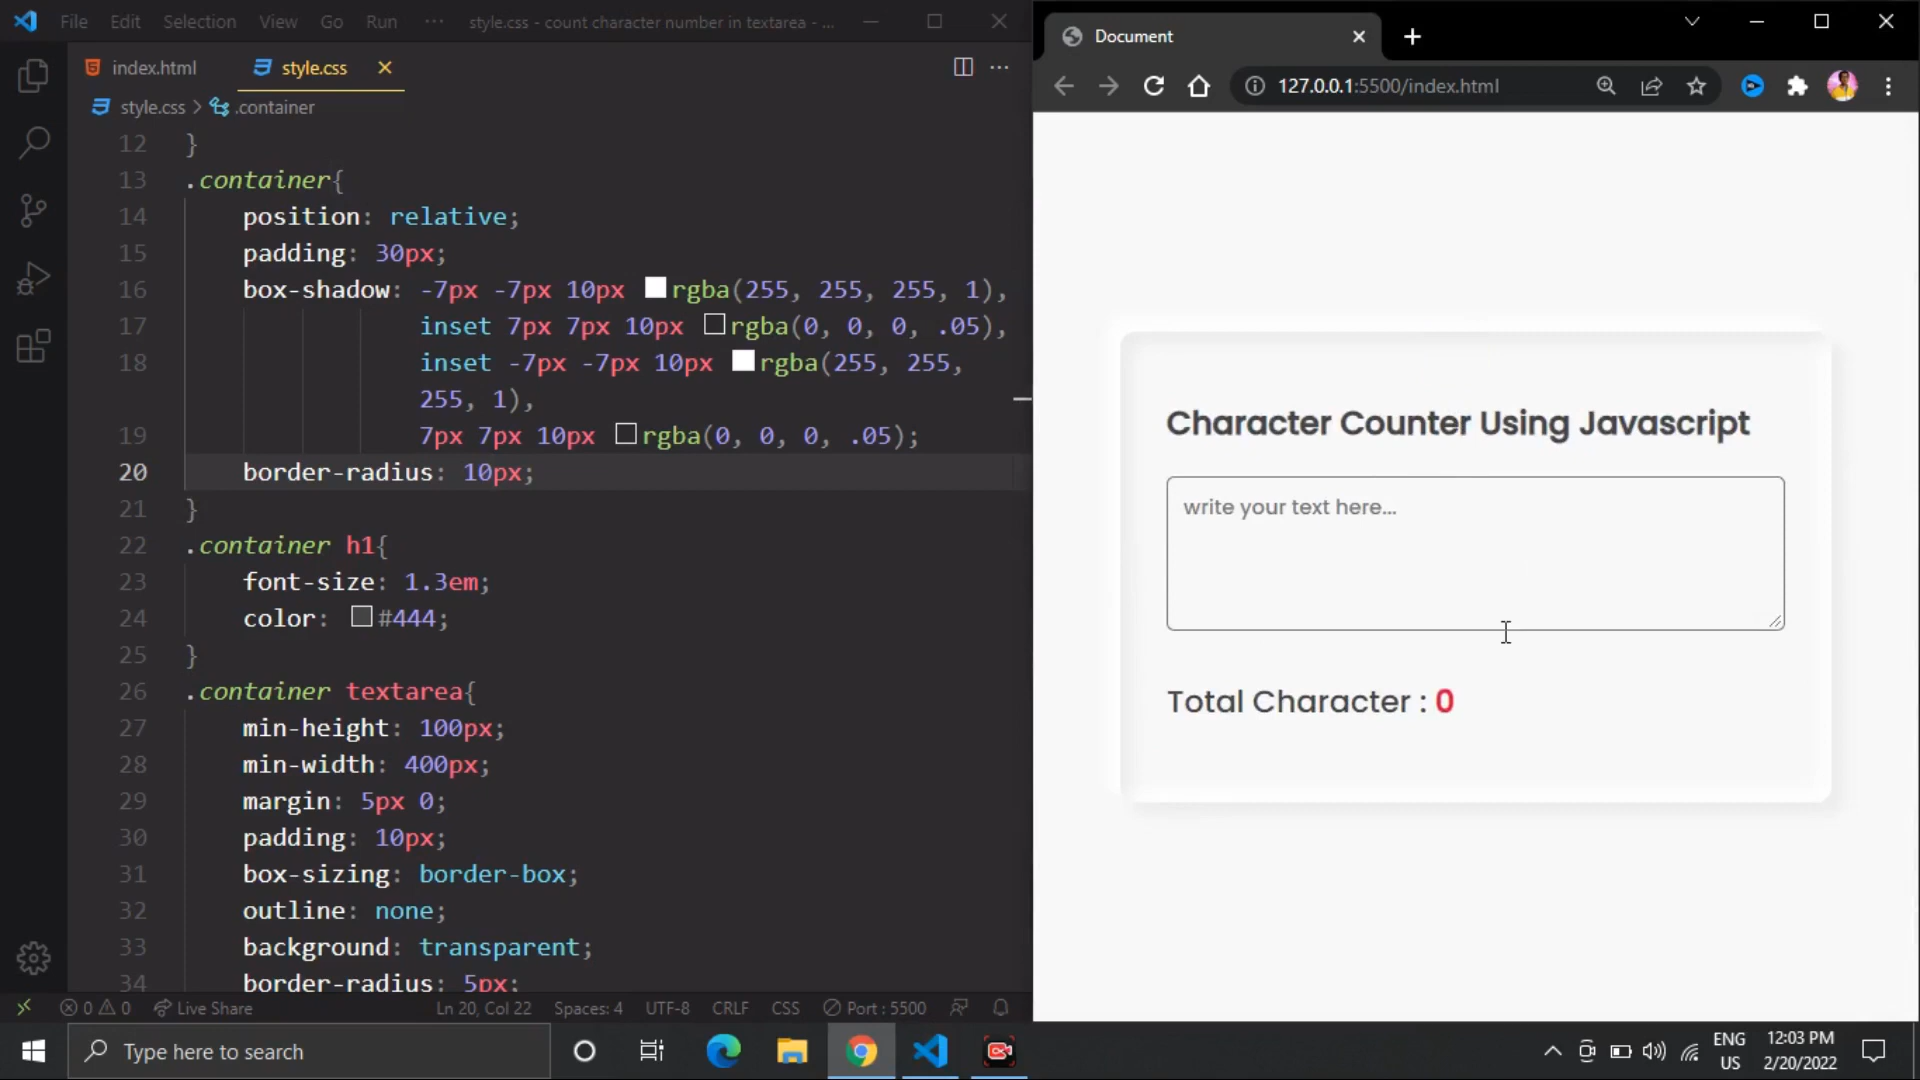 File Edit Selection View Go Run ··· style.css - count character number in textarea - ...
index.html style.css
style.css > .container
12 }
13 .container{
14 position: relative;
15 padding: 30px;
16 box-shadow: -7px -7px 10px rgba(255, 255, 255, 1),
17 inset 7px 7px 10px rgba(0, 0, 0, .05),
18 inset -7px -7px 10px rgba(255, 255,
255, 1),
19 7px 7px 10px rgba(0, 0, 0, .05);
20 border-radius: 10px;
21 }
22 .container h1{
23 font-size: 1.3em;
24 color: #444;
25 }
26 .container textarea{
27 min-height: 100px;
28 min-width: 400px;
29 margin: 5px 0;
30 padding: 10px;
31 box-sizing: border-box;
32 outline: none;
33 background: transparent;
34 border-radius: 5px;
0 0 Live Share Ln 20, Col 22 Spaces: 4 UTF-8 CRLF CSS Port : 5500
Document
127.0.0.1:5500/index.html
Character Counter Using Javascript
write your text here...
Total Character : 0
Type here to search
ENG
US
12:03 PM
2/20/2022